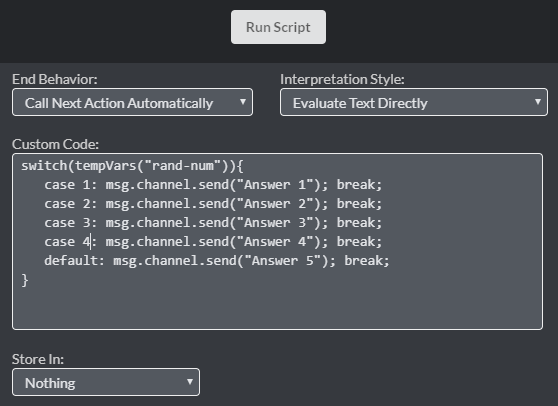 Run Script
End Behavior:
Interpretation Style:
Call Next Action Automatically
Evaluate Text Directly
Custom Code:
switch(tempVars("rand-num")){
   case 1: msg.channel.send("Answer 1"); break;
   case 2: msg.channel.send("Answer 2"); break;
   case 3: msg.channel.send("Answer 3"); break;
   case 4: msg.channel.send("Answer 4"); break;
   default: msg.channel.send("Answer 5"); break;
}
Store In:
Nothing